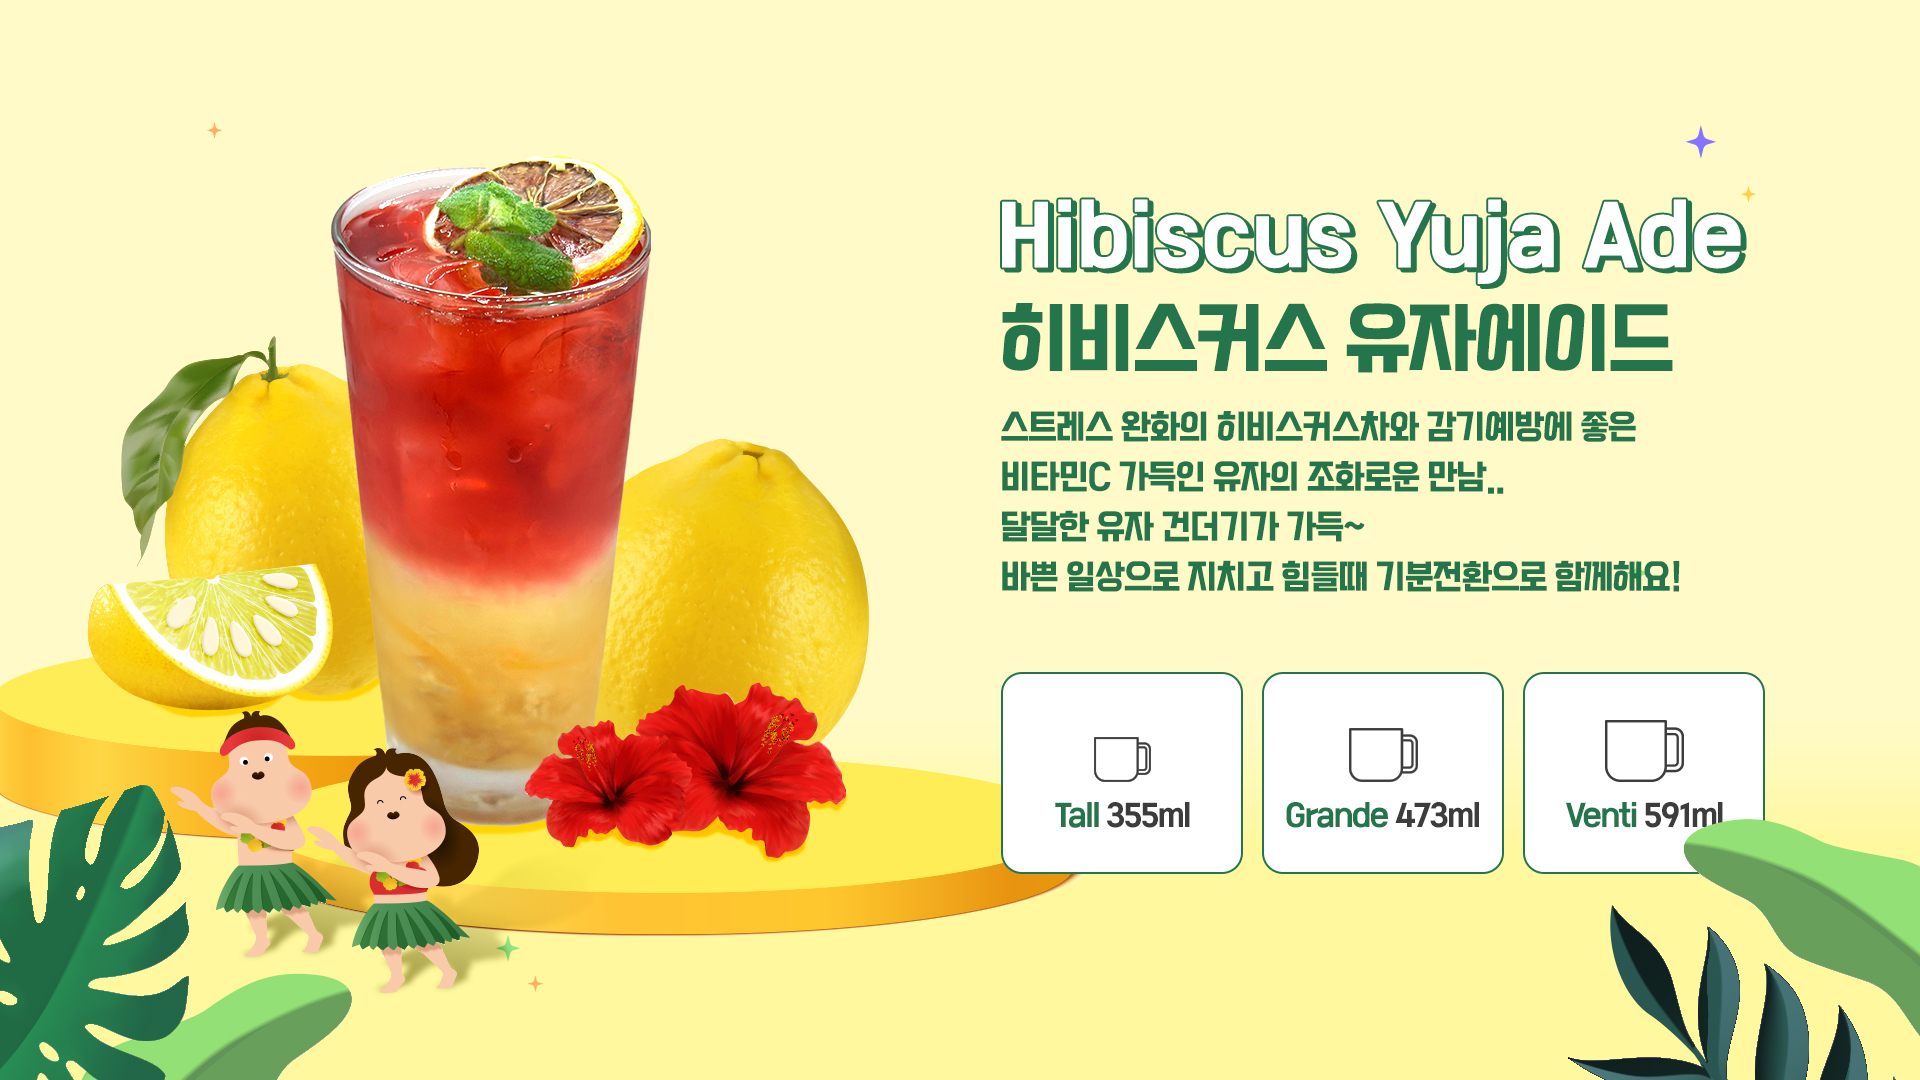 Hibiscus Yuja Ade
히비스커스 유자에이드
스트레스 완화의 히비스커스차와 감기예방에 좋은
비타민C 가득인 유자의 조화로운 만남..
달달한 유자 건더기가 가득~
바쁜 일상으로 지치고 힘들때 기분전환으로 함께해요!
Tall 355ml
Grande 473ml
Venti 591ml